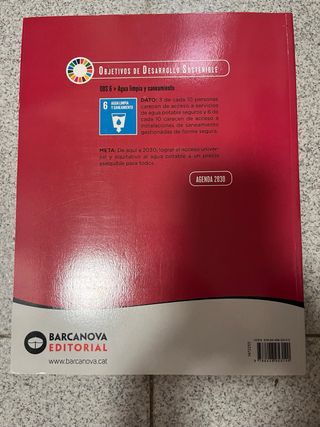 OBJETIVOS DE DESARROLLO SOSTENIBLE
ODS 6 > Agua limpia y saneamiento
6 AGUA LIMPIA
Y SANEAMIENTO
DATO: 3 de cada 10 personas
carecen de acceso a servicios
de agua potable seguros y 6 de
cada 10 carecen de acceso a
instalaciones de saneamiento
gestionadas de forma segura.
META: De aquí a 2030, lograr el acceso univer-
sal y equitativo al agua potable a un precio
asequible para todos.
AGENDA 2030
BARCANOVA
EDITORIAL
www.barcanova.cat